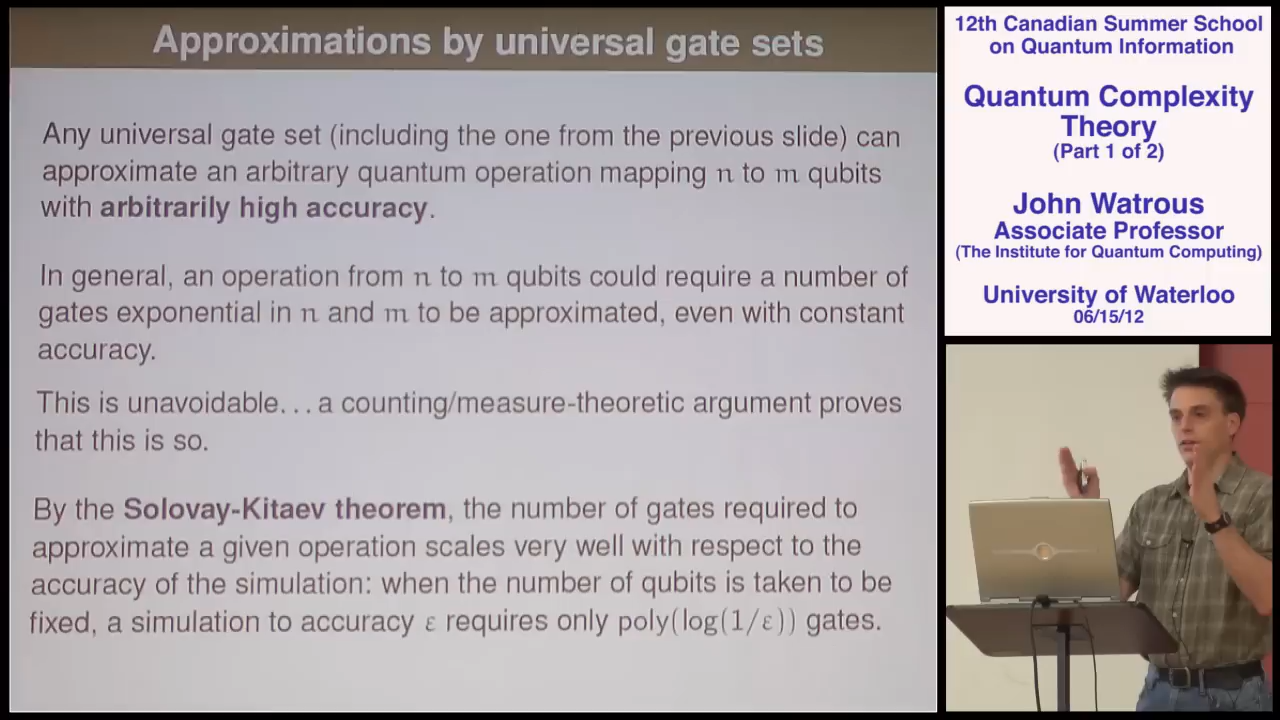 Approximations by universal gate sets
Any universal gate set (including the one from the previous slide) can
approximate an arbitrary quantum operation mapping n to m qubits
with arbitrarily high accuracy.
In general, an operation from n to m qubits could require a number of
gates exponential in n and m to be approximated, even with constant
accuracy.
This is unavoidable... a counting/measure-theoretic argument proves
that this is so.
By the Solovay-Kitaev theorem, the number of gates required to
approximate a given operation scales very well with respect to the
accuracy of the simulation: when the number of qubits is taken to be
fixed, a simulation to accuracy ε requires only poly(log(1/ε)) gates.
12th Canadian Summer School
on Quantum Information
Quantum Complexity
Theory
(Part 1 of 2)
John Watrous
Associate Professor
(The Institute for Quantum Computing)
University of Waterloo
06/15/12